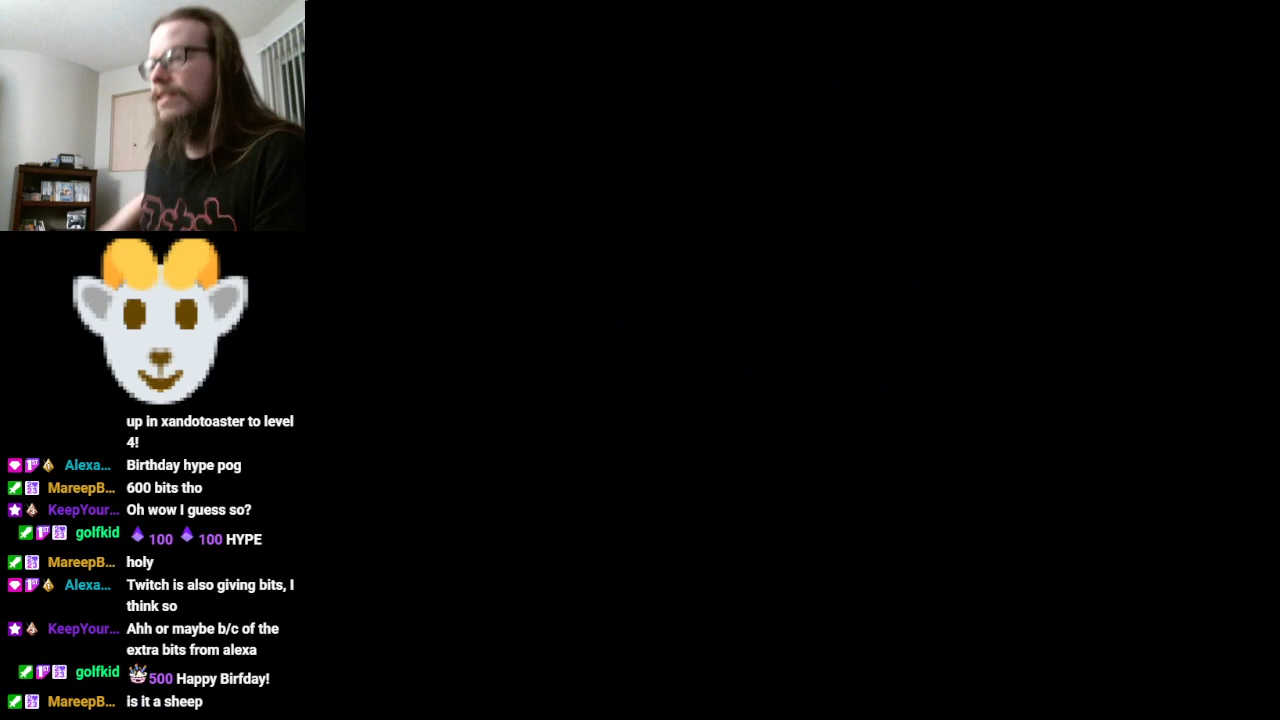 up in xandotoaster to level
4!
Alexa... Birthday hype pog
MareepB... 600 bits tho
KeepYour... Oh wow I guess so?
golfkid 100 100 HYPE
MareepB... holy
Alexa... Twitch is also giving bits, I
think so
KeepYour... Ahh or maybe b/c of the
extra bits from alexa
golfkid 500 Happy Birfday!
MareepB... is it a sheep